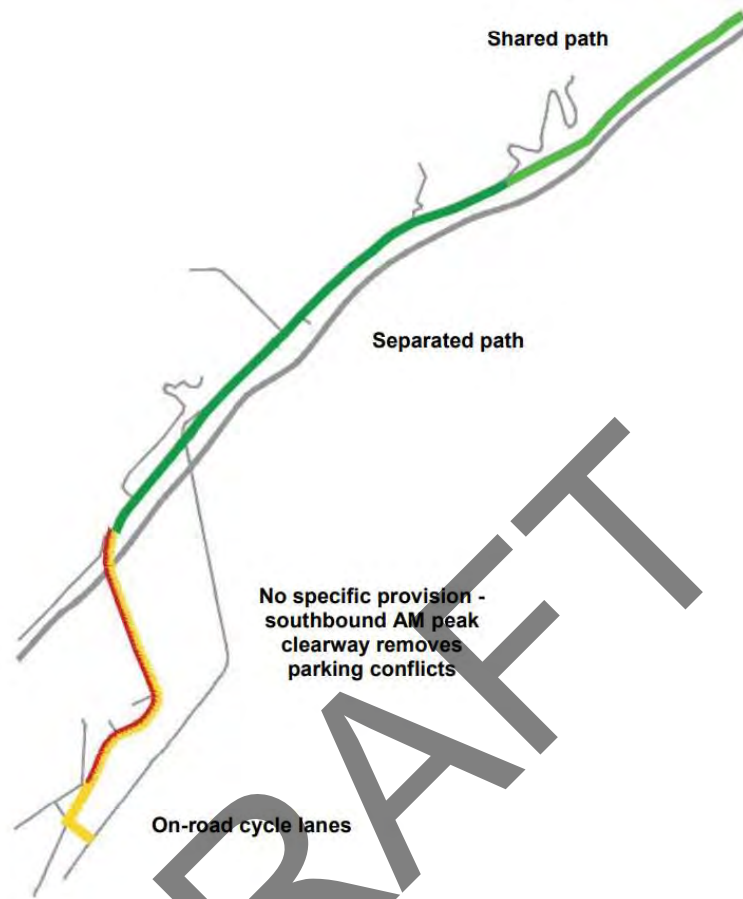 Shared path
Separated path
No specific provision -
southbound AM peak
clearway removes
parking conflicts
On-road cycle lanes
DRAFT